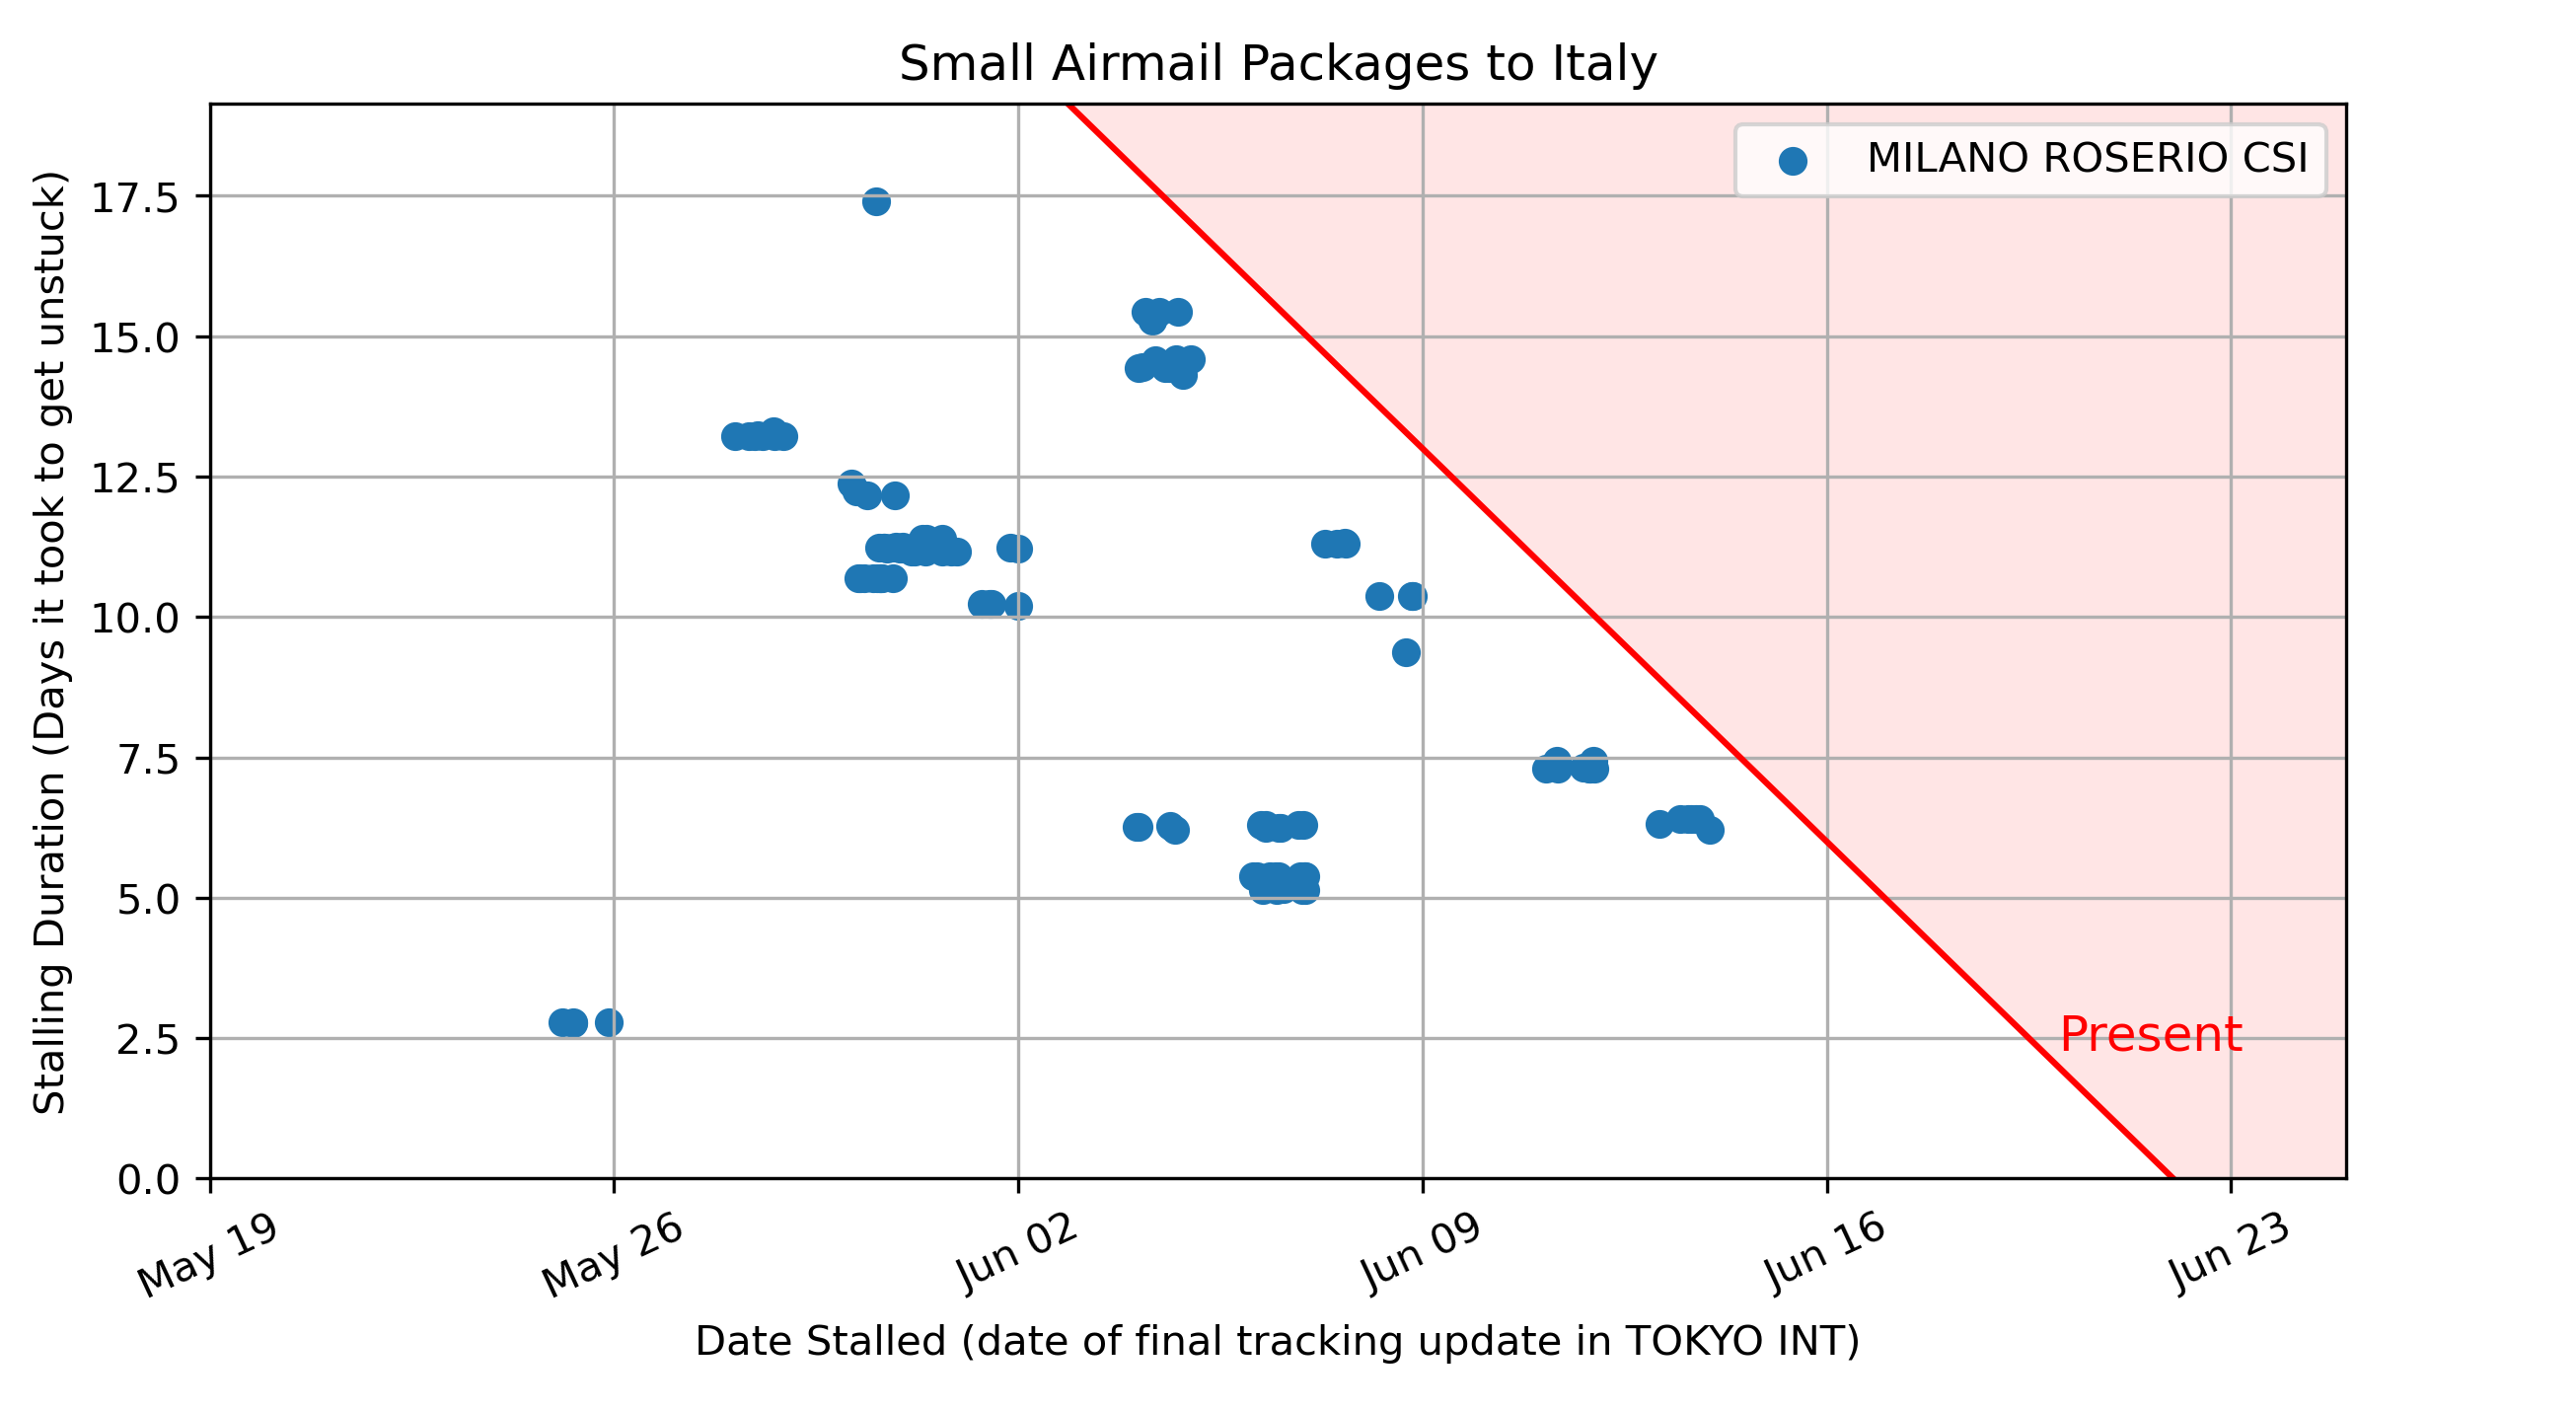 Small Airmail Packages to Italy
MILANO ROSERIO CSI
Stalling Duration (Days it took to get unstuck)
17.5
15.0
12.5
10.0
7.5
5.0
2.5
0.0
Present
May 19
May 26
Jun 02
Jun 09
Jun 16
Jun 23
Date Stalled (date of final tracking update in TOKYO INT)